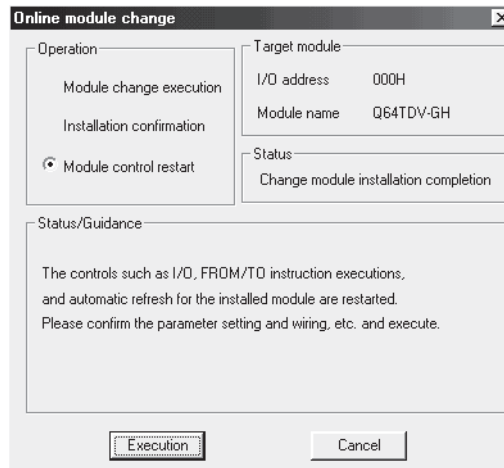 Online module change
Operation
Module change execution
Installation confirmation
Module control restart
Target module
I/O address 000H
Module name Q64TDV-GH
Status
Change module installation completion
Status/Guidance
The controls such as I/O, FROM/TO instruction executions,
and automatic refresh for the installed module are restarted.
Please confirm the parameter setting and wiring, etc. and execute.
Execution Cancel